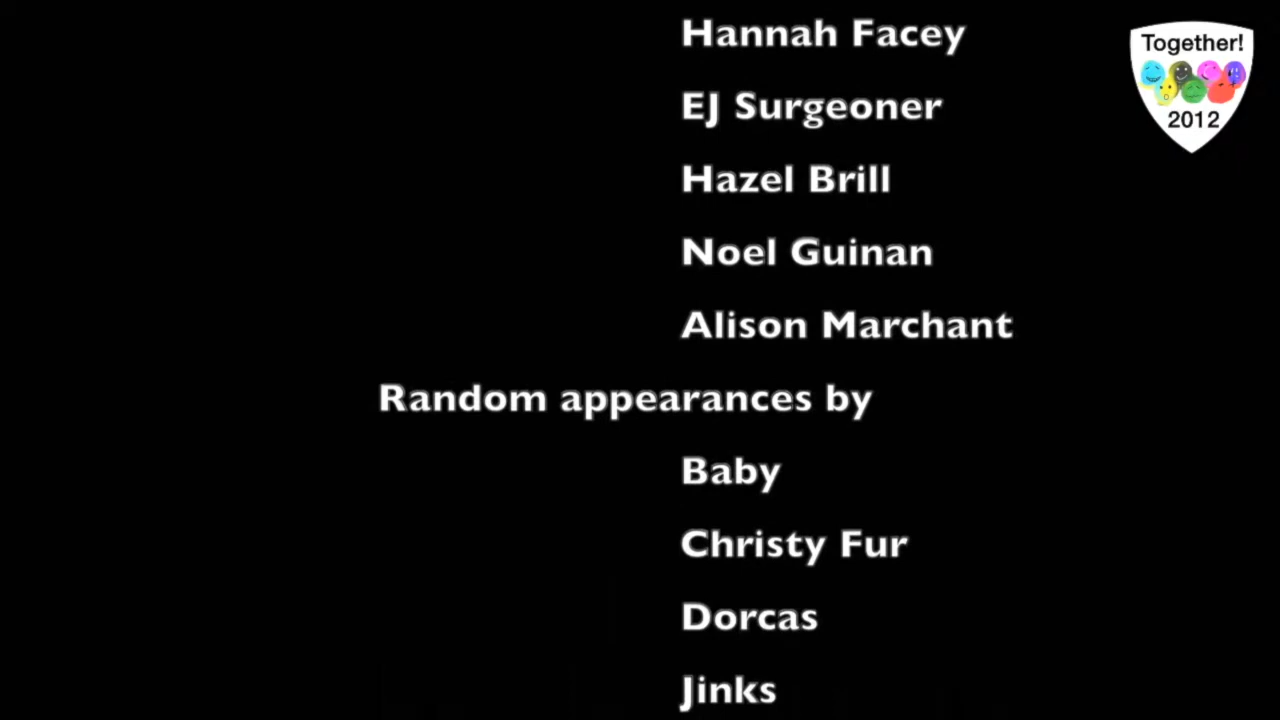 Hannah Facey
Together!
2012
EJ Surgeoner
Hazel Brill
Noel Guinan
Alison Marchant
Random appearances by
Baby
Christy Fur
Dorcas
Jinks